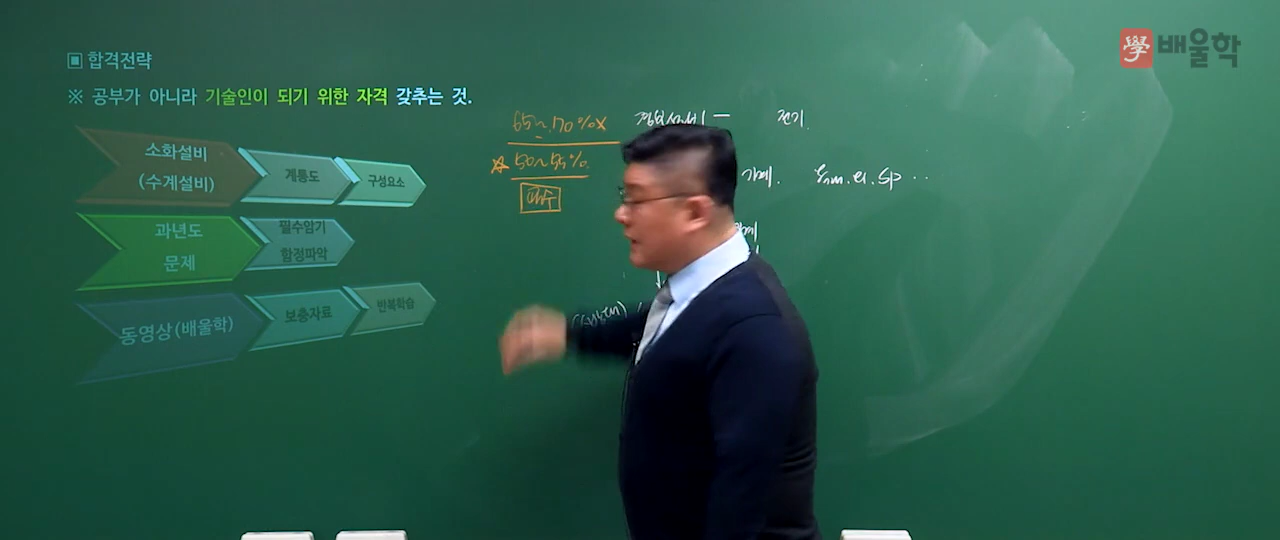 學 배울학
▣ 합격전략
※ 공부가 아니라 기술인이 되기 위한 자격 갖추는 것.
소화설비
(수계설비)
계통도
구성요소
과년도
문제
필수암기
함정파악
동영상(배울학)
보충자료
반복학습
65~70%X
☆50~55%
전기
기계.